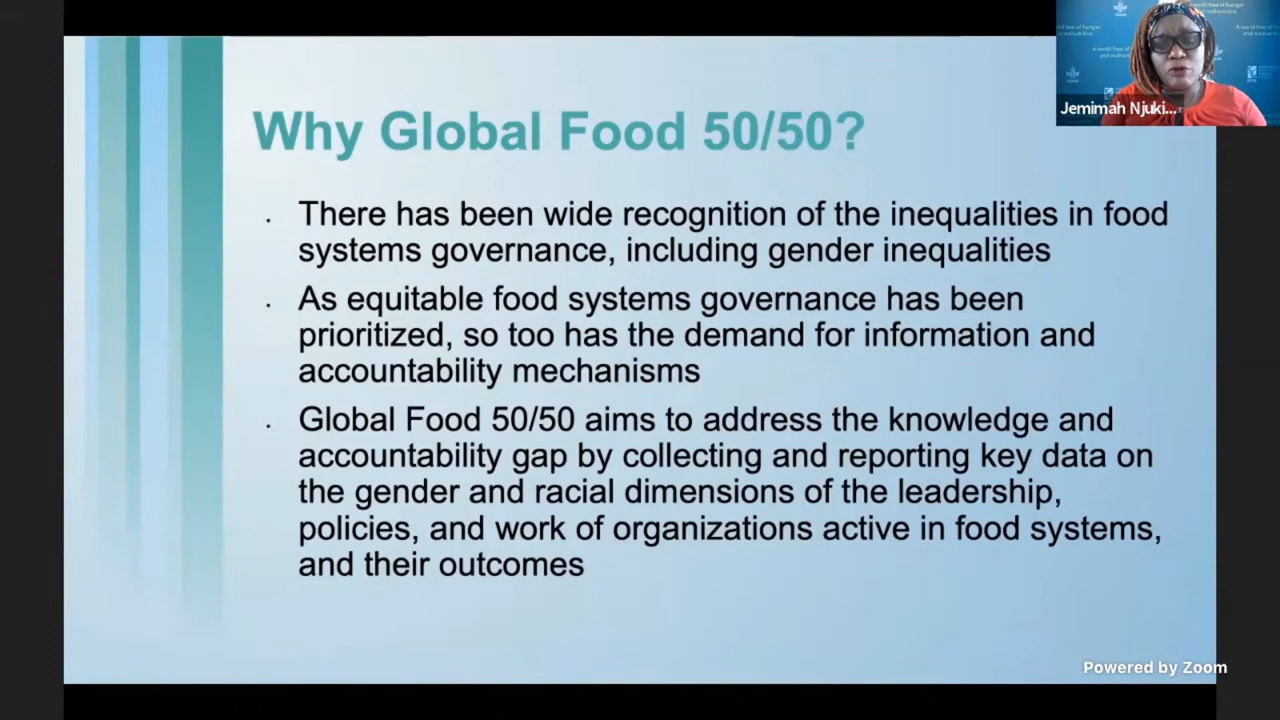 Why Global Food 50/50?
There has been wide recognition of the inequalities in food
systems governance, including gender inequalities
As equitable food systems governance has been
prioritized, so too has the demand for information and
accountability mechanisms
Global Food 50/50 aims to address the knowledge and
accountability gap by collecting and reporting key data on
the gender and racial dimensions of the leadership,
policies, and work of organizations active in food systems,
and their outcomes
Jemimah Njuki...
Powered by Zoom